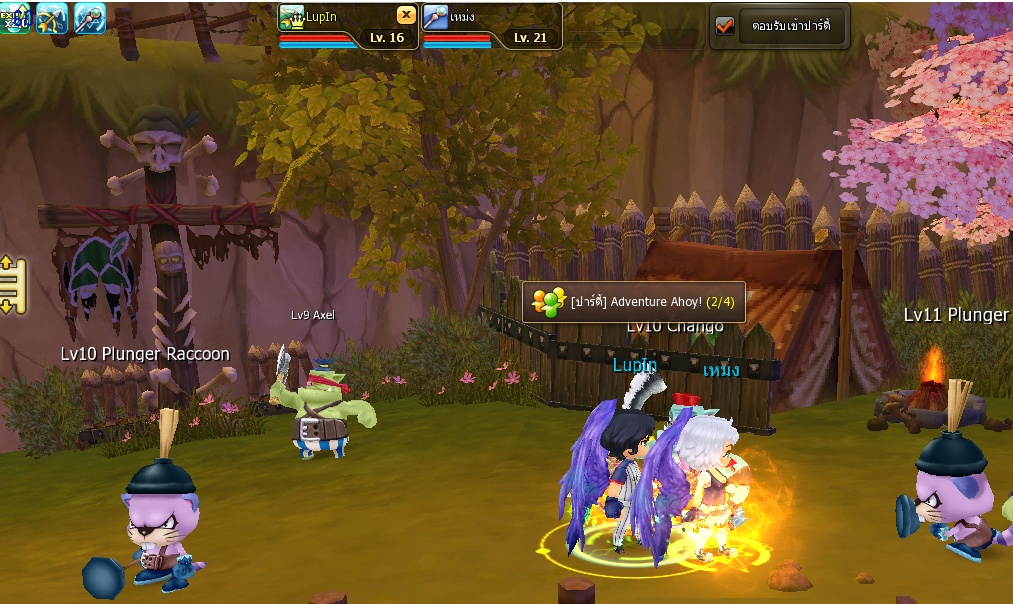 LupIn
Lv. 16
เหม่ง
Lv. 21
ตอบรับเข้าปาร์ตี้
Lv9 Axel
[ปาร์ตี้] Adventure Ahoy! (2/4)
Lv10 Chango
Lv11 Plunger
Lv10 Plunger Raccoon
LupIn
เหม่ง